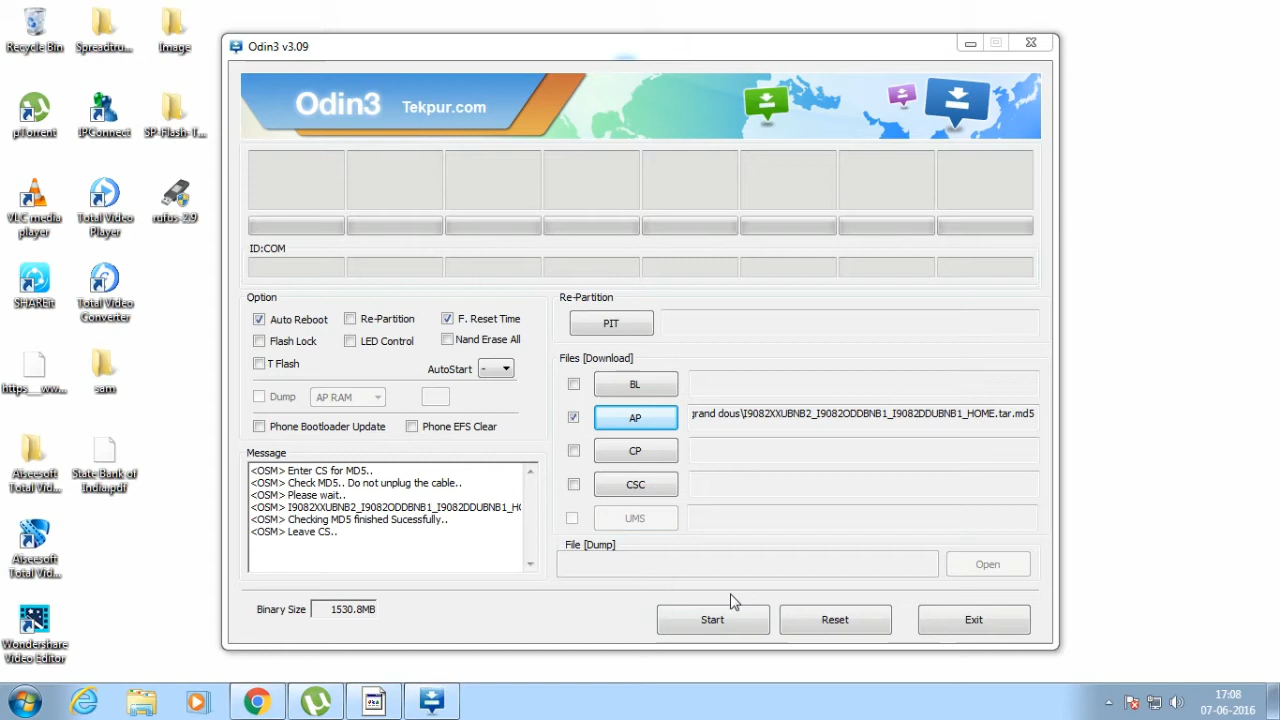 Recycle Bin
Spreadtru...
Image
µTorrent
IPConnect
SP-Flash-T...
VLC media
player
Total Video
Player
rufus-2.9
SHAREit
Total Video
Converter
https___ww...
sam
Aiseesoft
Total Vid...
State Bank of
India.pdf
Aiseesoft
Total Vid...
Wondershare
Video Editor
Odin3 v3.09
Odin3 Tekpur.com
ID:COM
Option
Auto Reboot
Re-Partition
F. Reset Time
Flash Lock
LED Control
Nand Erase All
T Flash
AutoStart -
Dump
AP RAM
Phone Bootloader Update
Phone EFS Clear
Message
<OSM> Enter CS for MD5..
<OSM> Check MD5.. Do not unplug the cable..
<OSM> Please wait..
<OSM> I9082XXUBNB2_I9082ODDBNB1_I9082DDUBNB1_HO
<OSM> Checking MD5 finished Sucessfully..
<OSM> Leave CS..
Re-Partition
PIT
Files [Download]
BL
AP
grand dous\I9082XXUBNB2_I9082ODDBNB1_I9082DDUBNB1_HOME.tar.md5
CP
CSC
UMS
File [Dump]
Open
Binary Size 1530.8MB
Start
Reset
Exit
17:08
07-06-2016